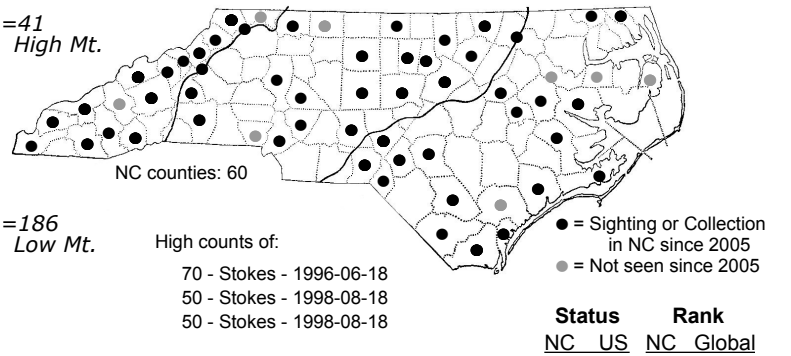 =41
High Mt.
NC counties: 60
=186
Low Mt.
High counts of:
70 - Stokes - 1996-06-18
50 - Stokes - 1998-08-18
50 - Stokes - 1998-08-18
= Sighting or Collection
in NC since 2005
= Not seen since 2005
Status Rank
NC US NC Global